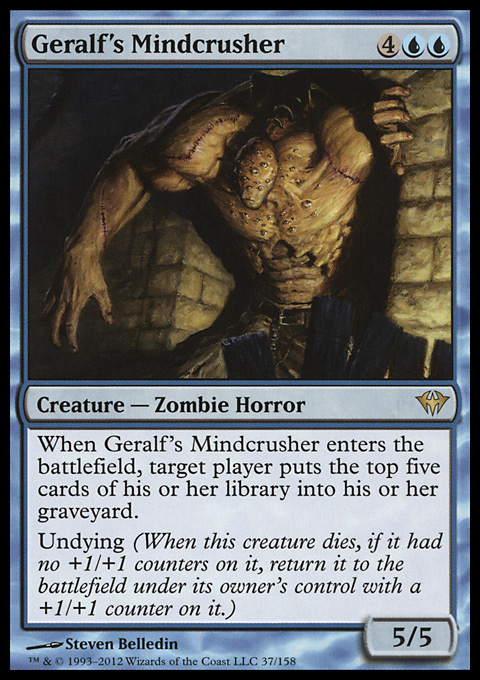 Geralf's Mindcrusher 4
Creature — Zombie Horror
When Geralf's Mindcrusher enters the
battlefield, target player puts the top five
cards of his or her library into his or her
graveyard.
Undying (When this creature dies, if it had
no +1/+1 counters on it, return it to the
battlefield under its owner's control with a
+1/+1 counter on it.)
5/5
Steven Belledin
™ & © 1993–2012 Wizards of the Coast LLC 37/158